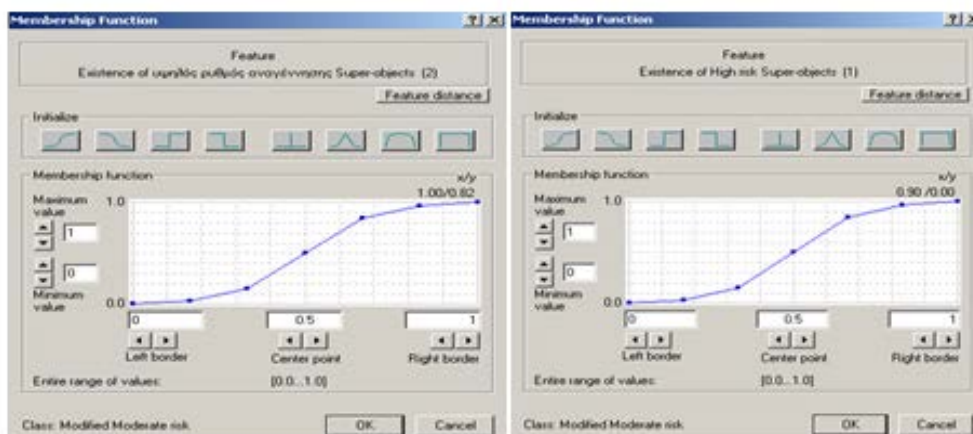 Membership Function
Feature
Existence of υψηλός ρυθμός αναγέννησης Super-objects (2)
Feature distance
Initialize
Membership function
x/y
1.00/0.82
Maximum
value
1.0
1
0
Minimum
value
0.0
0
0.5
1
Left border
Center point
Right border
Entire range of values:
[0.0...1.0]
Class: Modified Moderate risk
OK
Cancel
Membership Function
Feature
Existence of High risk Super-objects (1)
Feature distance
Initialize
Membership function
x/y
0.90 /0.00
Maximum
value
1.0
1
0
Minimum
value
0.0
0
0.5
1
Left border
Center point
Right border
Entire range of values:
[0.0...1.0]
Class: Modified Moderate risk
OK
Cancel